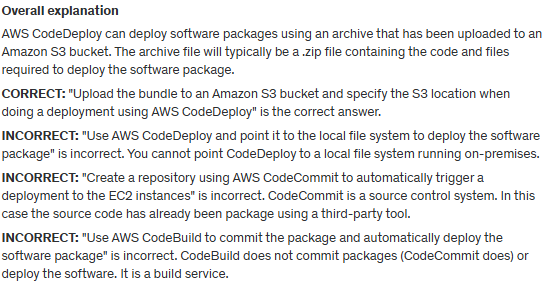 Overall explanation
AWS CodeDeploy can deploy software packages using an archive that has been uploaded to an
Amazon S3 bucket. The archive file will typically be a .zip file containing the code and files
required to deploy the software package.
CORRECT: "Upload the bundle to an Amazon S3 bucket and specify the S3 location when
doing a deployment using AWS CodeDeploy" is the correct answer.
INCORRECT: "Use AWS CodeDeploy and point it to the local file system to deploy the software
package" is incorrect. You cannot point CodeDeploy to a local file system running on-premises.
INCORRECT: "Create a repository using AWS CodeCommit to automatically trigger a
deployment to the EC2 instances" is incorrect. CodeCommit is a source control system. In this
case the source code has already been package using a third-party tool.
INCORRECT: "Use AWS CodeBuild to commit the package and automatically deploy the
software package" is incorrect. CodeBuild does not commit packages (CodeCommit does) or
deploy the software. It is a build service.